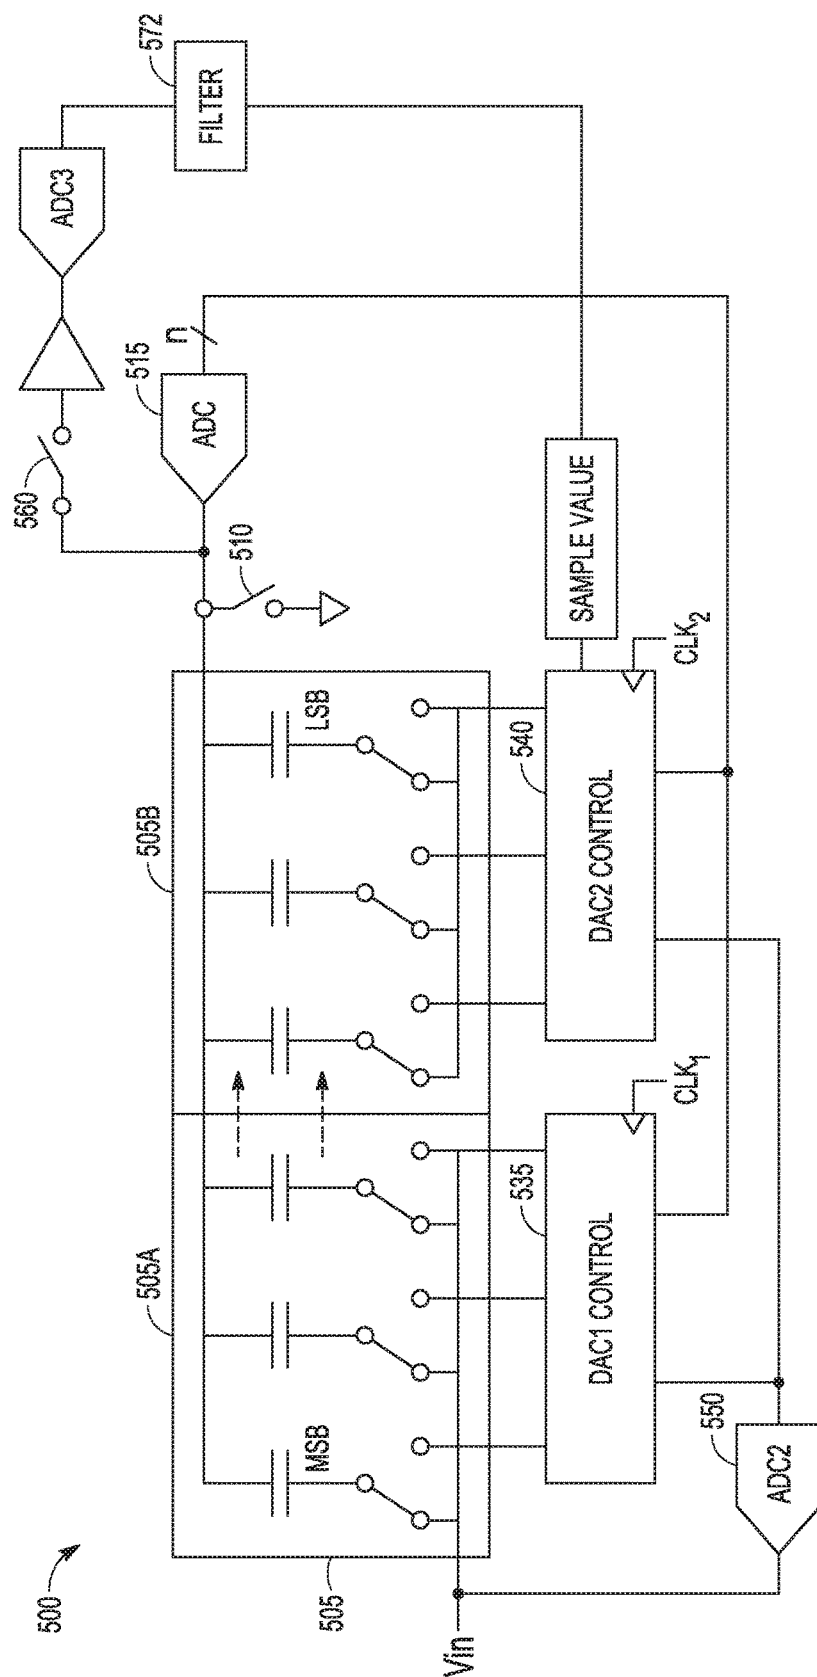 500
Vin
505
505A
505B
MSB
LSB
510
560
515
ADC
n
ADC3
572
FILTER
535
DAC1 CONTROL
CLK1
540
DAC2 CONTROL
CLK2
SAMPLE VALUE
550
ADC2